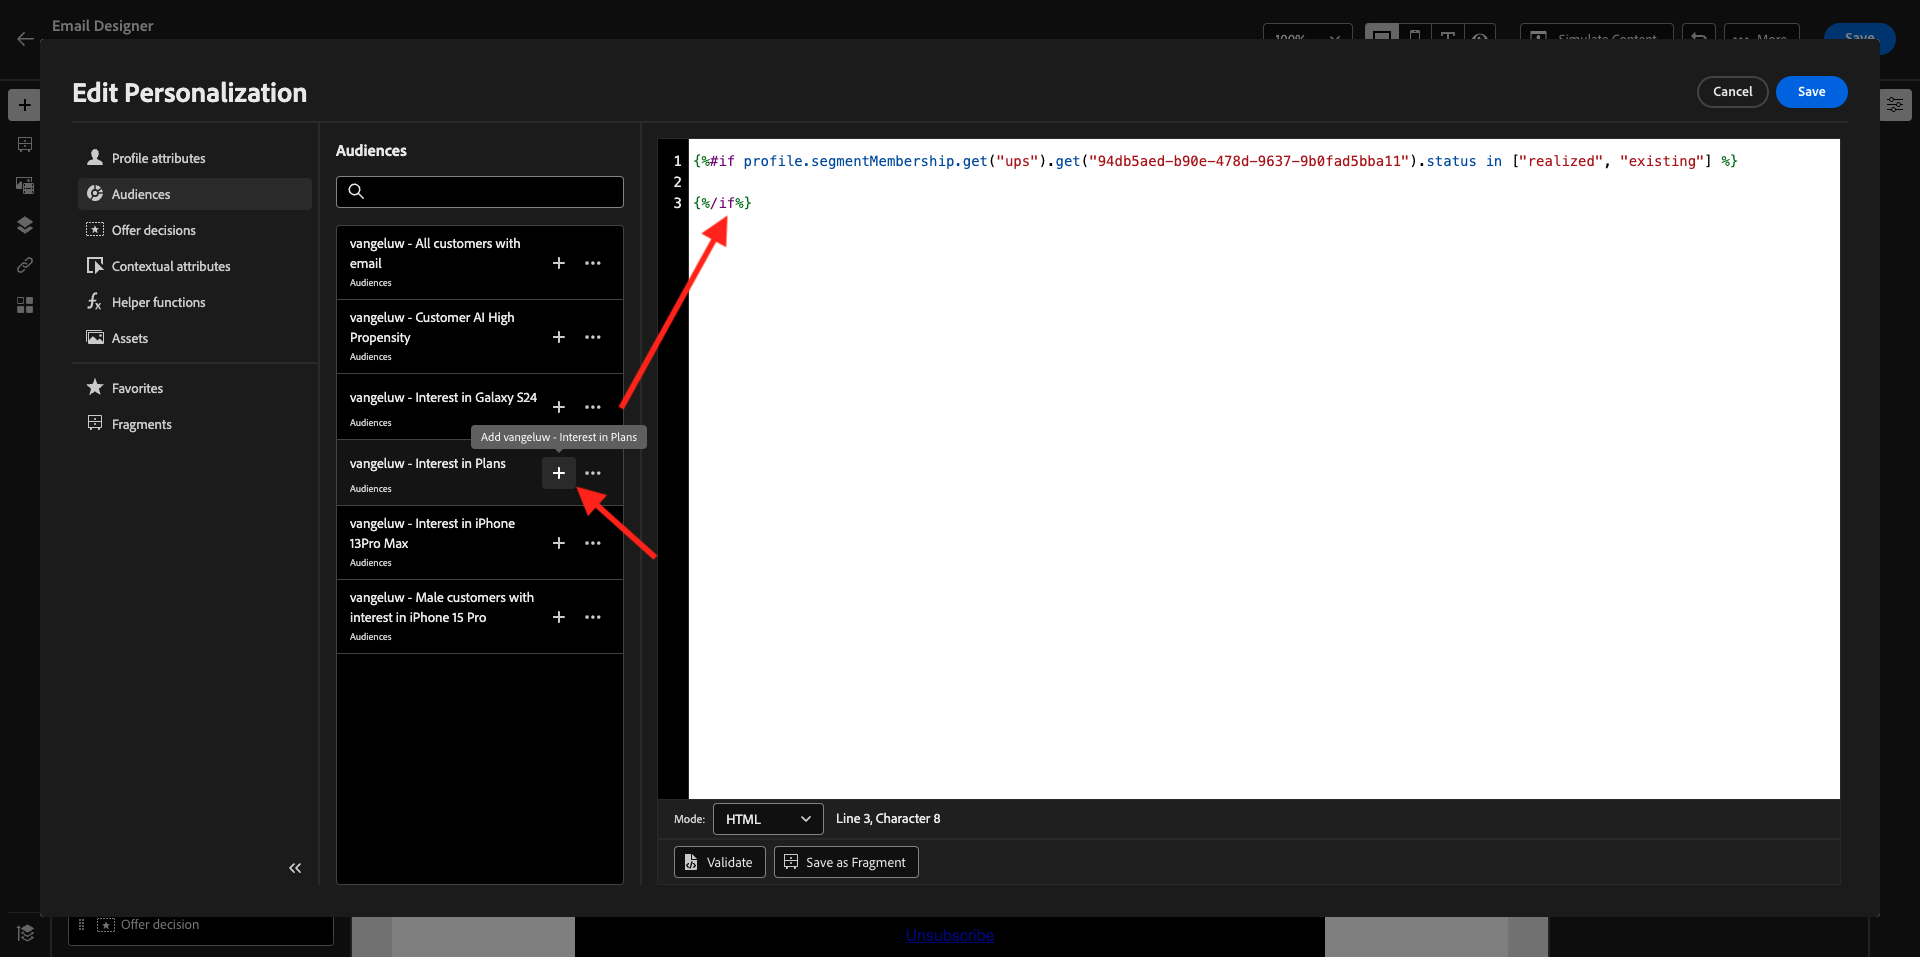 Email Designer
100%
Simulate Content
More
Save
Edit Personalization
Cancel
Save
Profile attributes
Audiences
Offer decisions
Contextual attributes
Helper functions
Assets
Favorites
Fragments
Audiences
vangeluw - All customers with
email
Audiences
vangeluw - Customer AI High
Propensity
Audiences
vangeluw - Interest in Galaxy S24
Audiences
Add vangeluw - Interest in Plans
vangeluw - Interest in Plans
Audiences
vangeluw - Interest in iPhone
13Pro Max
Audiences
vangeluw - Male customers with
interest in iPhone 15 Pro
Audiences
1 {%#if profile.segmentMembership.get("ups").get("94db5aed-b90e-478d-9637-9b0fad5bba11").status in ["realized", "existing"] %}
2
3 {%/if%}
Mode: HTML Line 3, Character 8
Validate
Save as Fragment
Offer decision
Unsubscribe